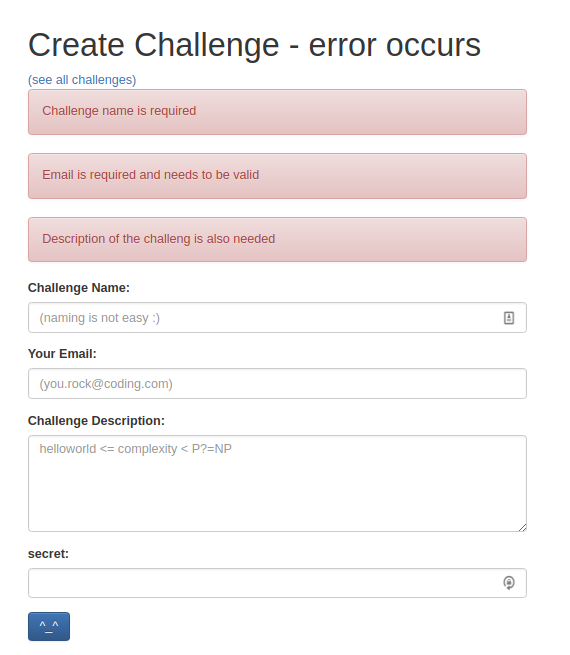 Create Challenge - error occurs
(see all challenges)
Challenge name is required
Email is required and needs to be valid
Description of the challeng is also needed
Challenge Name:
(naming is not easy :)
Your Email:
(you.rock@coding.com)
Challenge Description:
helloworld <= complexity < P?=NP
secret:
^_^